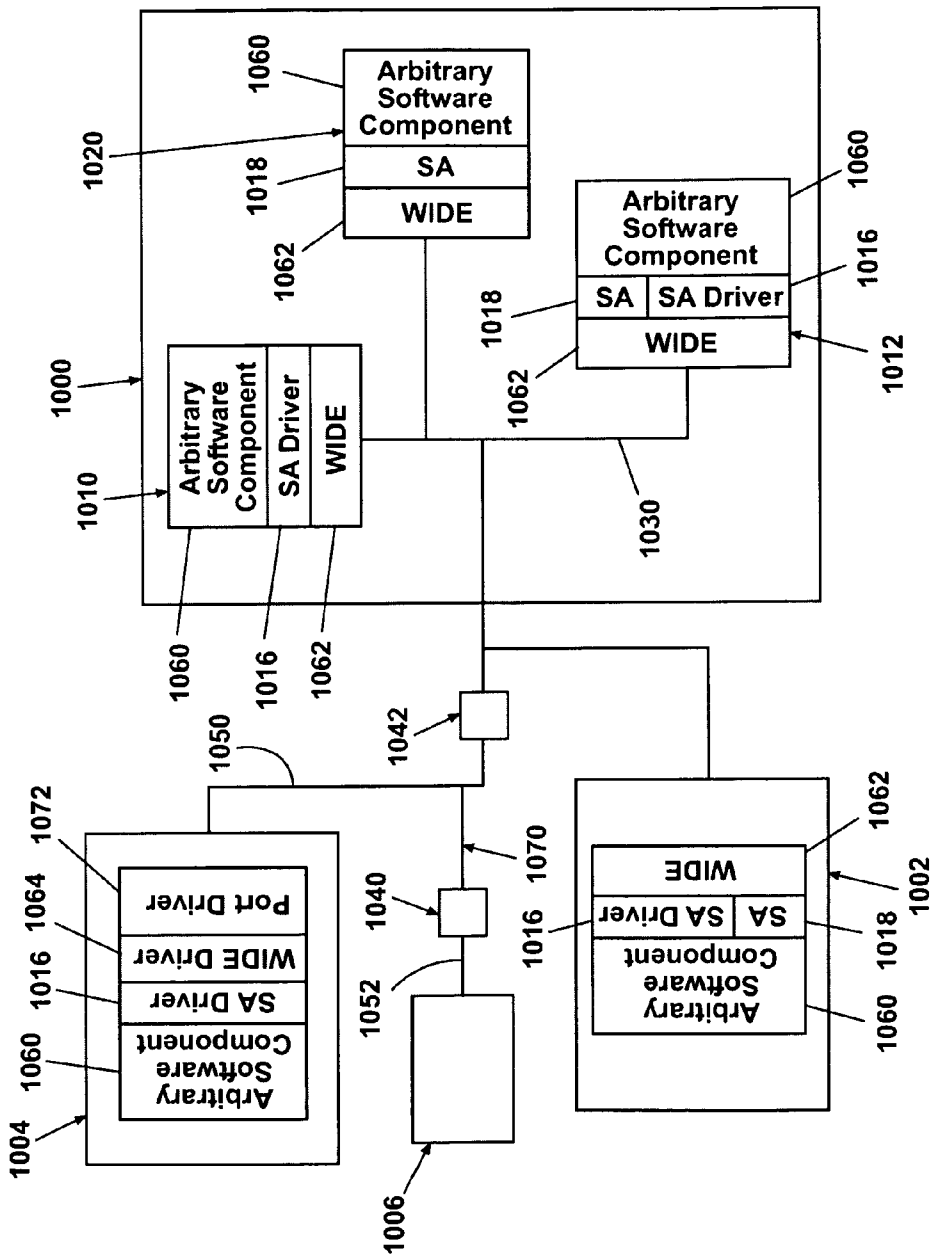 1004
1060
1016
1064
1072
Arbitrary
Software
Component
SA Driver
WIDE Driver
Port Driver
1050
1042
1070
1040
1052
1006
1000
1010
Arbitrary
Software
Component
SA Driver
WIDE
1060
1016
1062
1020
1018
1062
1060
Arbitrary
Software
Component
SA
WIDE
1060
1016
1012
1018
1062
Arbitrary
Software
Component
SA
SA Driver
WIDE
1030
1016
1062
1002
1018
1060
WIDE
SA Driver
SA
Arbitrary
Software
Component